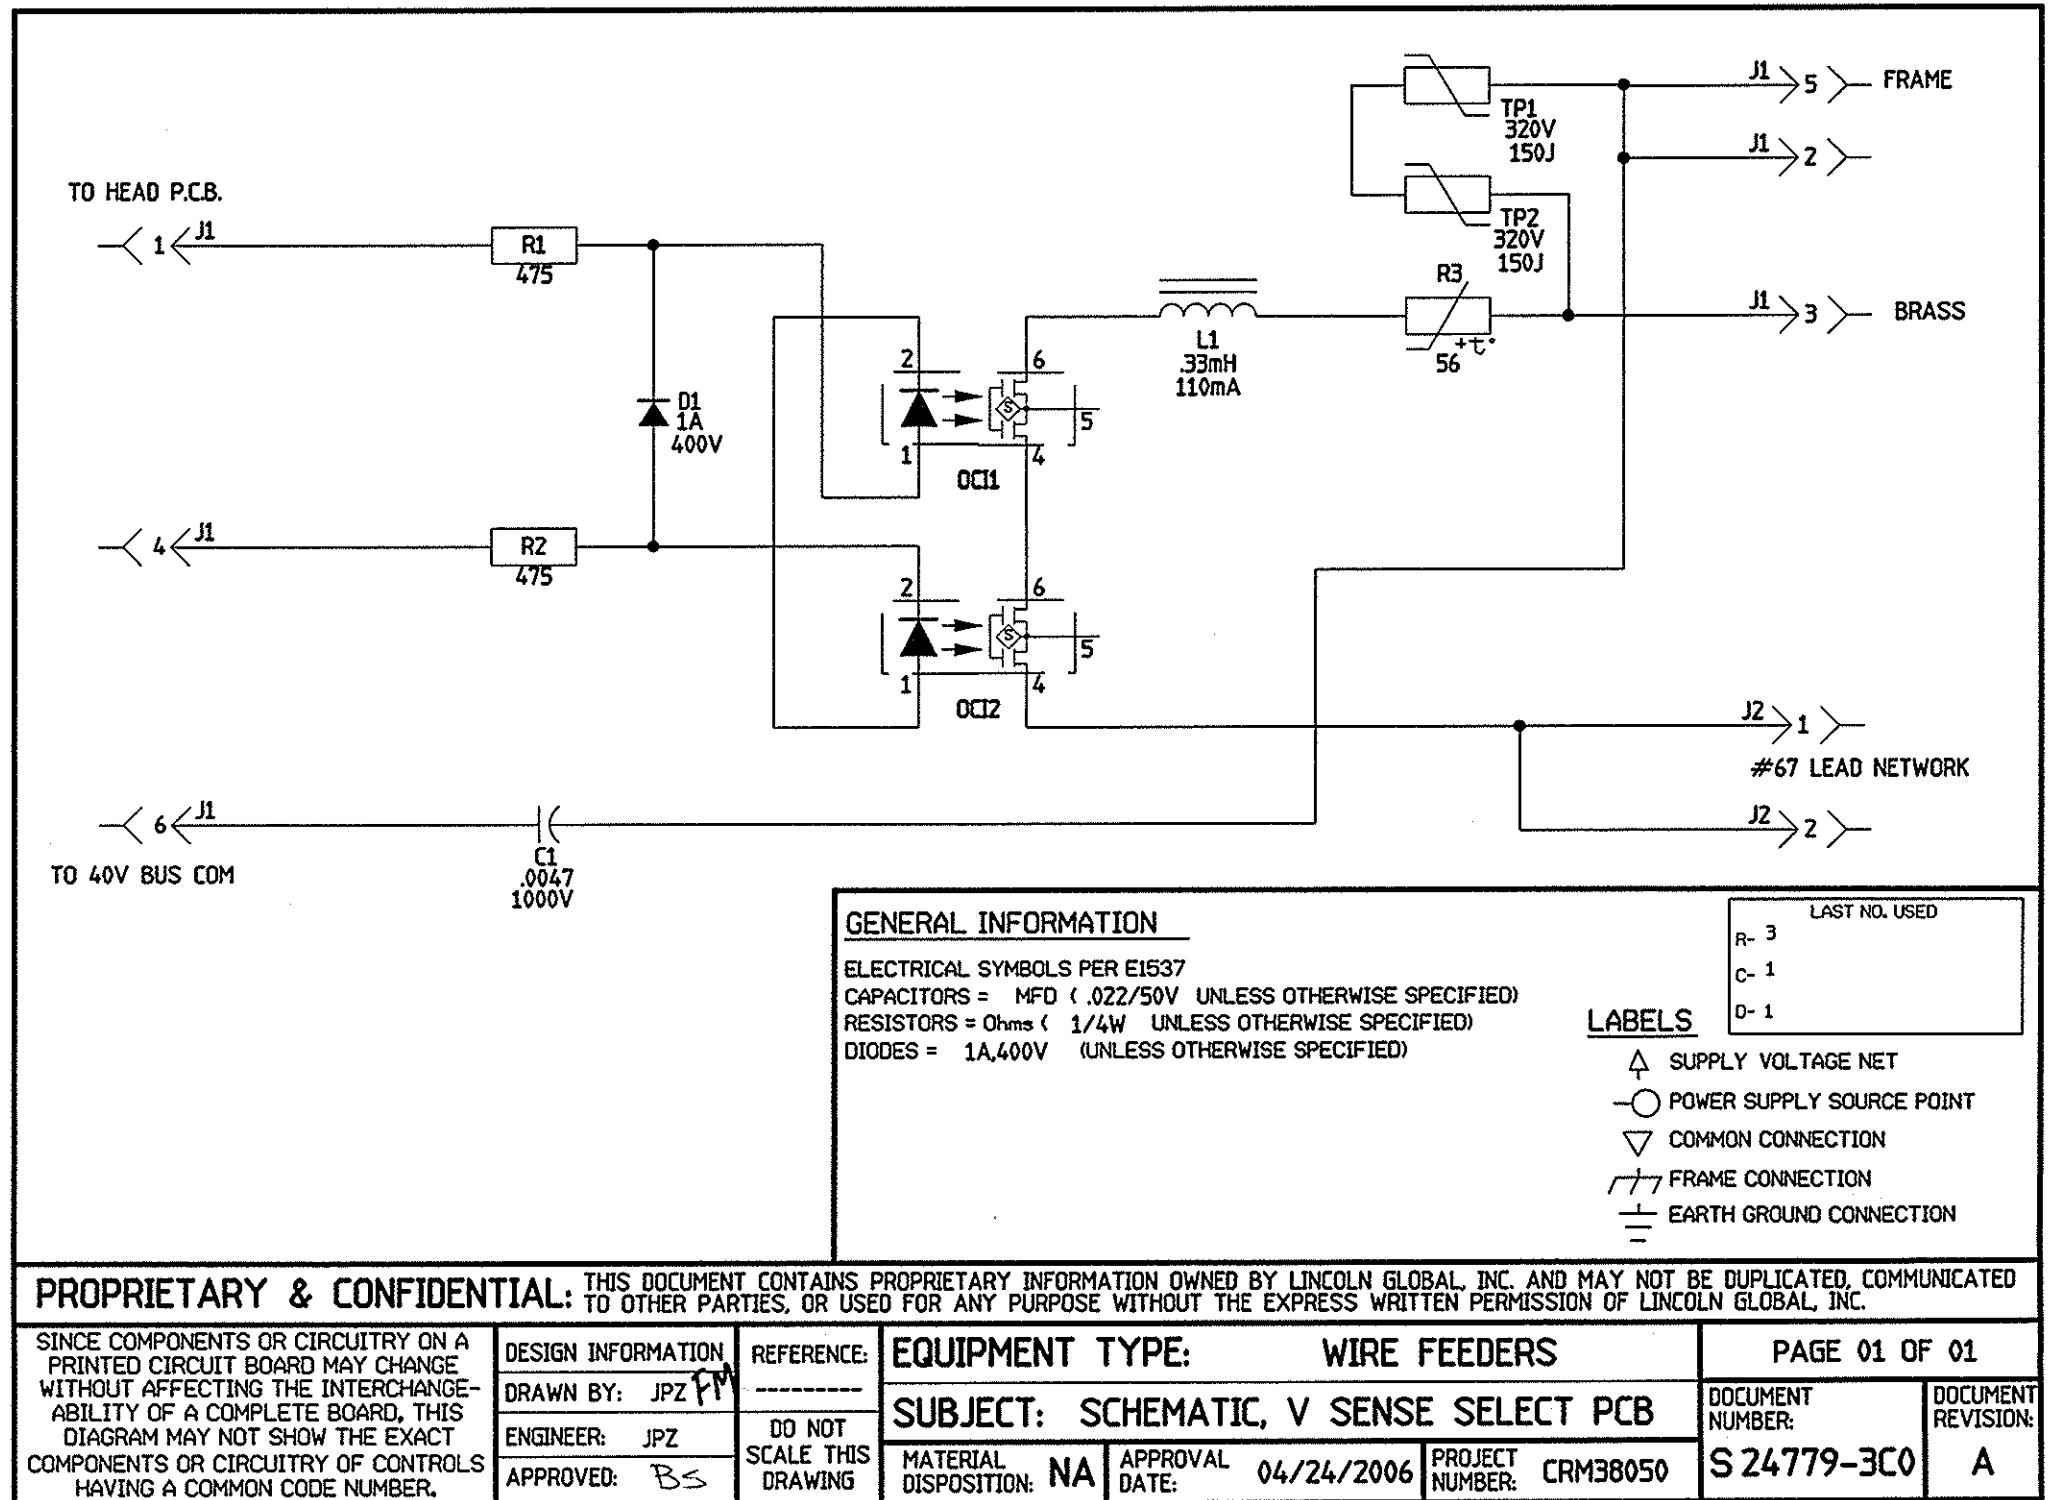 J1 5 FRAME
TP1
320V
150J
J1 2
TO HEAD P.C.B.
1 J1
R1
475
TP2
320V
150J
R3
56 +t°
J1 3 BRASS
L1
.33mH
110mA
D1
1A
400V
2
6
S
5
1
4
OCI1
4 J1
R2
475
2
6
S
5
1
4
OCI2
J2 1
#67 LEAD NETWORK
J2 2
6 J1
TO 40V BUS COM
C1
.0047
1000V
GENERAL INFORMATION
ELECTRICAL SYMBOLS PER E1537
CAPACITORS = MFD ( .022/50V UNLESS OTHERWISE SPECIFIED)
RESISTORS = Ohms ( 1/4W UNLESS OTHERWISE SPECIFIED)
DIODES = 1A,400V (UNLESS OTHERWISE SPECIFIED)
LAST NO. USED
R- 3
C- 1
D- 1
LABELS
SUPPLY VOLTAGE NET
POWER SUPPLY SOURCE POINT
COMMON CONNECTION
FRAME CONNECTION
EARTH GROUND CONNECTION
PROPRIETARY & CONFIDENTIAL: THIS DOCUMENT CONTAINS PROPRIETARY INFORMATION OWNED BY LINCOLN GLOBAL, INC. AND MAY NOT BE DUPLICATED, COMMUNICATED
TO OTHER PARTIES, OR USED FOR ANY PURPOSE WITHOUT THE EXPRESS WRITTEN PERMISSION OF LINCOLN GLOBAL, INC.
SINCE COMPONENTS OR CIRCUITRY ON A
PRINTED CIRCUIT BOARD MAY CHANGE
WITHOUT AFFECTING THE INTERCHANGE-
ABILITY OF A COMPLETE BOARD, THIS
DIAGRAM MAY NOT SHOW THE EXACT
COMPONENTS OR CIRCUITRY OF CONTROLS
HAVING A COMMON CODE NUMBER.
DESIGN INFORMATION
DRAWN BY: JPZ FM
ENGINEER: JPZ
APPROVED: BS
REFERENCE:
----------
DO NOT
SCALE THIS
DRAWING
EQUIPMENT TYPE: WIRE FEEDERS
SUBJECT: SCHEMATIC, V SENSE SELECT PCB
MATERIAL
DISPOSITION: NA
APPROVAL
DATE: 04/24/2006
PROJECT
NUMBER: CRM38050
PAGE 01 OF 01
DOCUMENT
NUMBER:
S 24779-3C0
DOCUMENT
REVISION:
A